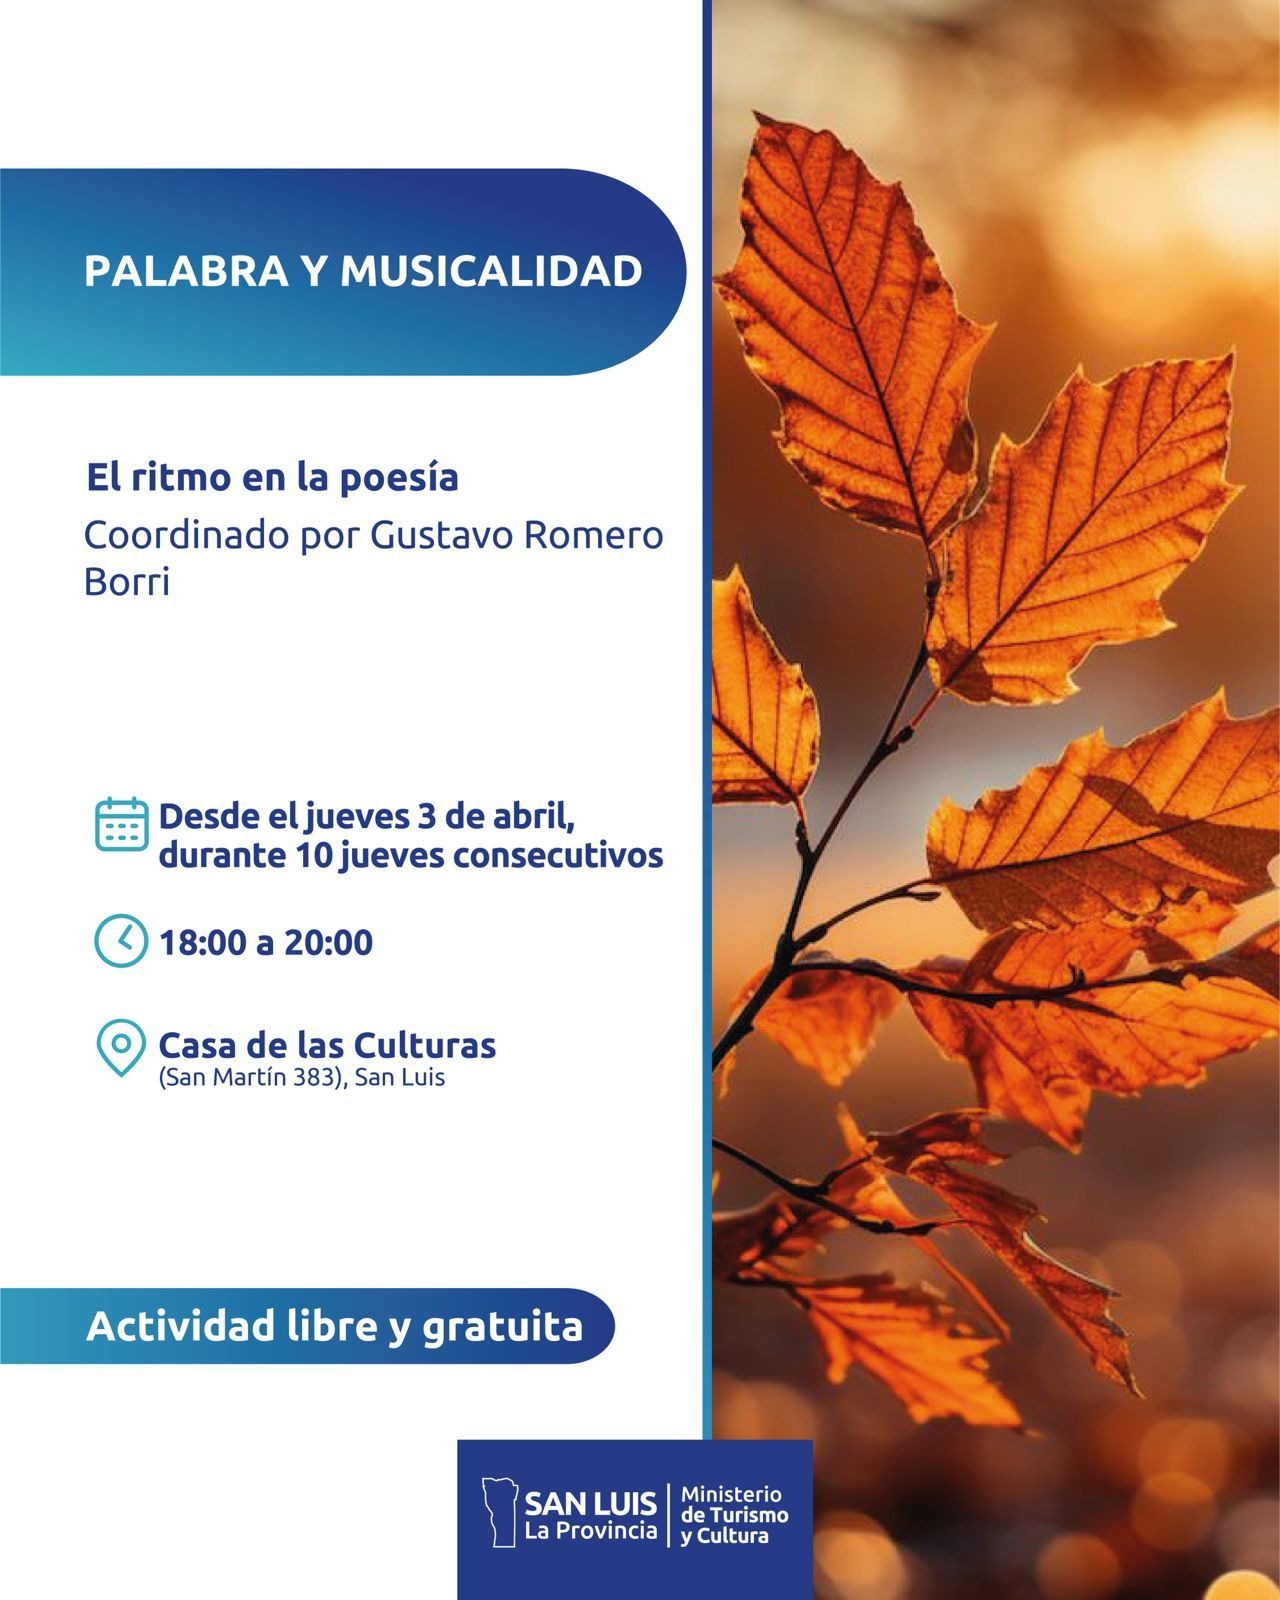 PALABRA Y MUSICALIDAD
El ritmo en la poesía
Coordinado por Gustavo Romero
Borri
Desde el jueves 3 de abril,
durante 10 jueves consecutivos
18:00 a 20:00
Casa de las Culturas
(San Martín 383), San Luis
Actividad libre y gratuita
SAN LUIS
La Provincia
Ministerio
de Turismo
y Cultura